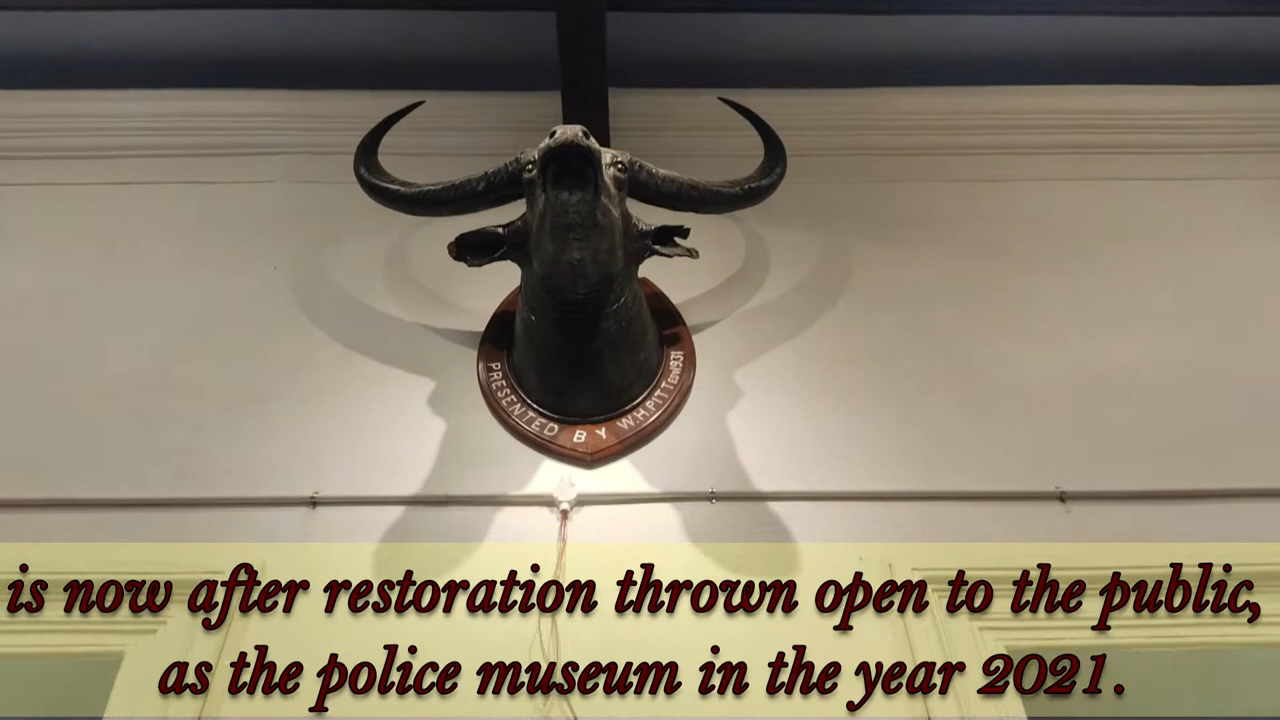 PRESENTED BY W.H.PITT ESQ 1931
is now after restoration thrown open to the public,
as the police museum in the year 2021.